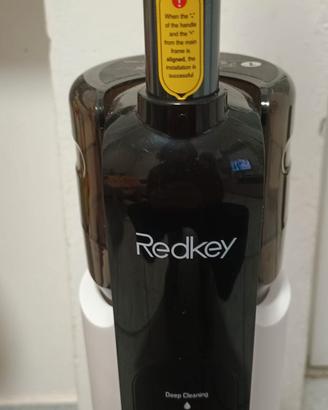 When the "⌄"
of the handle
and the "^"
from the main
frame is
aligned, the
installation is
successful
Redkey
Deep Cleaning